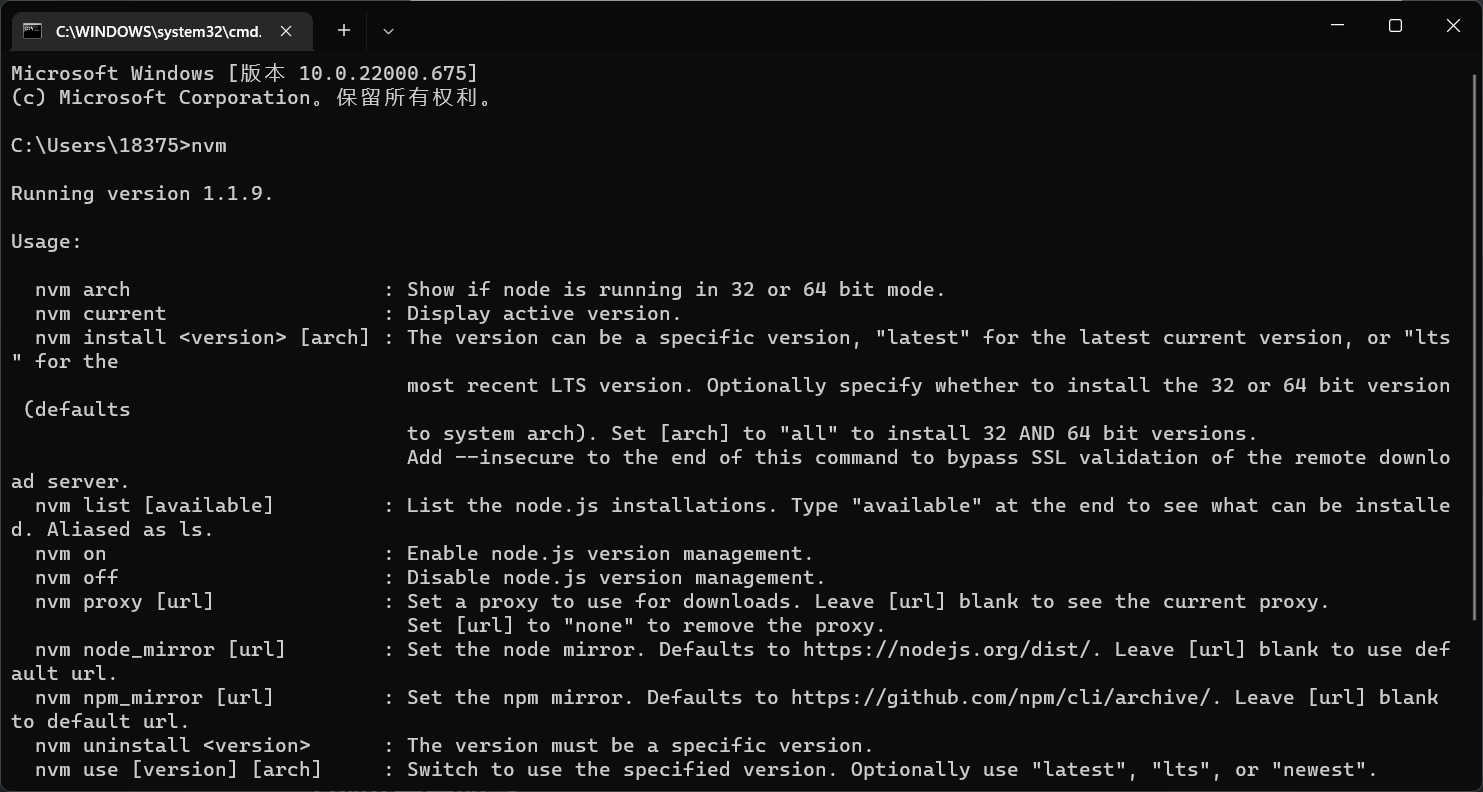 C:\WINDOWS\system32\cmd.
Microsoft Windows [版本 10.0.22000.675]
(c) Microsoft Corporation。保留所有权利。
C:\Users\18375>nvm
Running version 1.1.9.
Usage:
nvm arch : Show if node is running in 32 or 64 bit mode.
nvm current : Display active version.
nvm install <version> [arch] : The version can be a specific version, "latest" for the latest current version, or "lts
" for the
most recent LTS version. Optionally specify whether to install the 32 or 64 bit version
(defaults
to system arch). Set [arch] to "all" to install 32 AND 64 bit versions.
Add --insecure to the end of this command to bypass SSL validation of the remote downlo
ad server.
nvm list [available] : List the node.js installations. Type "available" at the end to see what can be installe
d. Aliased as ls.
nvm on : Enable node.js version management.
nvm off : Disable node.js version management.
nvm proxy [url] : Set a proxy to use for downloads. Leave [url] blank to see the current proxy.
Set [url] to "none" to remove the proxy.
nvm node_mirror [url] : Set the node mirror. Defaults to https://nodejs.org/dist/. Leave [url] blank to use def
ault url.
nvm npm_mirror [url] : Set the npm mirror. Defaults to https://github.com/npm/cli/archive/. Leave [url] blank
to default url.
nvm uninstall <version> : The version must be a specific version.
nvm use [version] [arch] : Switch to use the specified version. Optionally use "latest", "lts", or "newest".